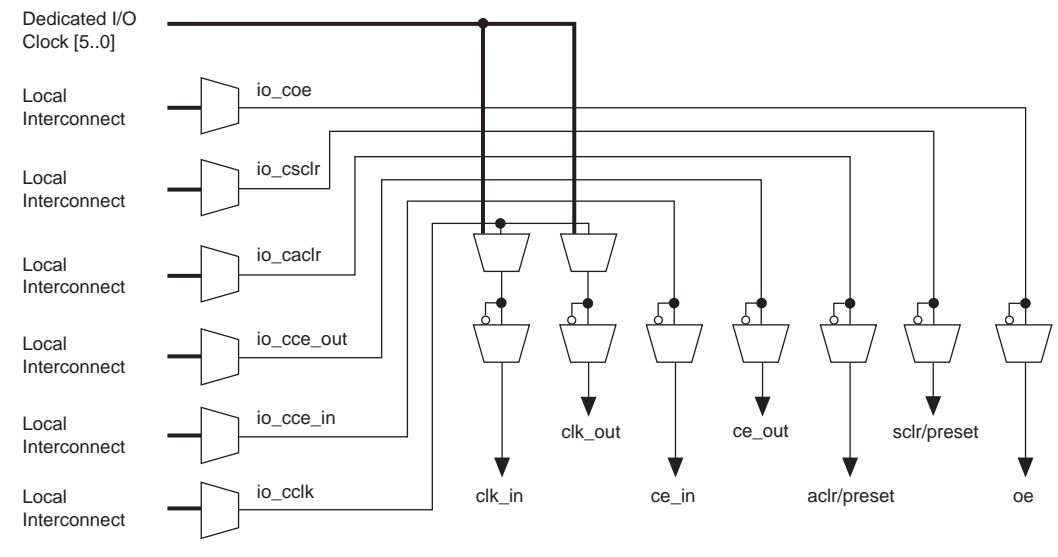 Dedicated I/O
Clock [5..0]
Local
Interconnect
io_coe
Local
Interconnect
io_csclr
Local
Interconnect
io_caclr
Local
Interconnect
io_cce_out
Local
Interconnect
io_cce_in
Local
Interconnect
io_cclk
clk_out
ce_out
sclr/preset
clk_in
ce_in
aclr/preset
oe